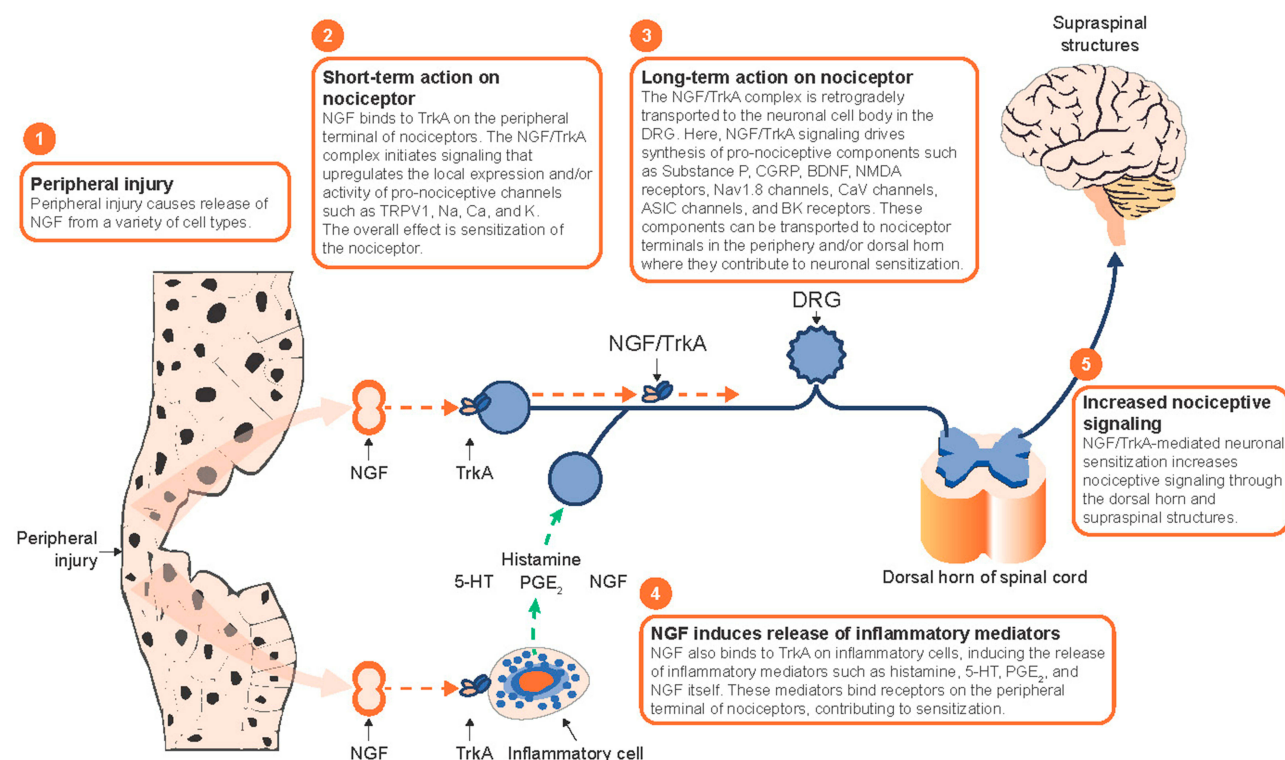 1
Peripheral injury
Peripheral injury causes release of
NGF from a variety of cell types.
2
Short-term action on
nociceptor
NGF binds to TrkA on the peripheral
terminal of nociceptors. The NGF/TrkA
complex initiates signaling that
upregulates the local expression and/or
activity of pro-nociceptive channels
such as TRPV1, Na, Ca, and K.
The overall effect is sensitization of
the nociceptor.
3
Long-term action on nociceptor
The NGF/TrkA complex is retrogradely
transported to the neuronal cell body in the
DRG. Here, NGF/TrkA signaling drives
synthesis of pro-nociceptive components such
as Substance P, CGRP, BDNF, NMDA
receptors, Nav1.8 channels, CaV channels,
ASIC channels, and BK receptors. These
components can be transported to nociceptor
terminals in the periphery and/or dorsal horn
where they contribute to neuronal sensitization.
Supraspinal
structures
DRG
NGF/TrkA
NGF
TrkA
5
Increased nociceptive
signaling
NGF/TrkA-mediated neuronal
sensitization increases
nociceptive signaling through
the dorsal horn and
supraspinal structures.
Peripheral
injury
Histamine
5-HT PGE₂ NGF
Dorsal horn of spinal cord
4
NGF induces release of inflammatory mediators
NGF also binds to TrkA on inflammatory cells, inducing the release
of inflammatory mediators such as histamine, 5-HT, PGE₂, and
NGF itself. These mediators bind receptors on the peripheral
terminal of nociceptors, contributing to sensitization.
NGF
TrkA
Inflammatory cell